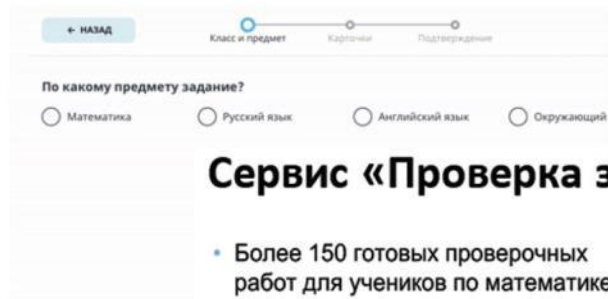 ← НАЗАД
Класс и предмет Карточки Подтверждение
По какому предмету задание?
Математика Русский язык Английский язык Окружающий
Сервис «Проверка з
• Более 150 готовых проверочных
работ для учеников по математике